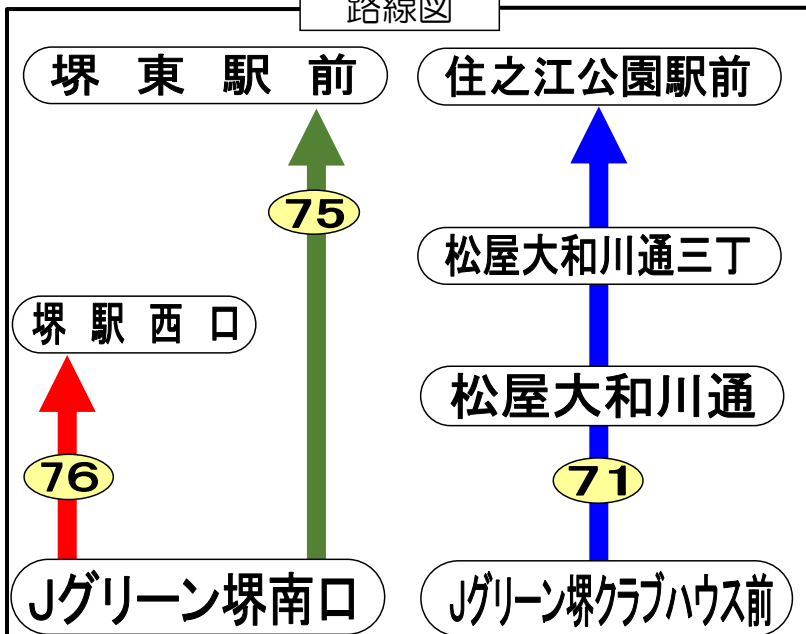 路線図
堺東駅前
住之江公園駅前
75
松屋大和川通三丁
堺駅西口
松屋大和川通
76
71
Jグリーン堺南口
Jグリーン堺クラブハウス前